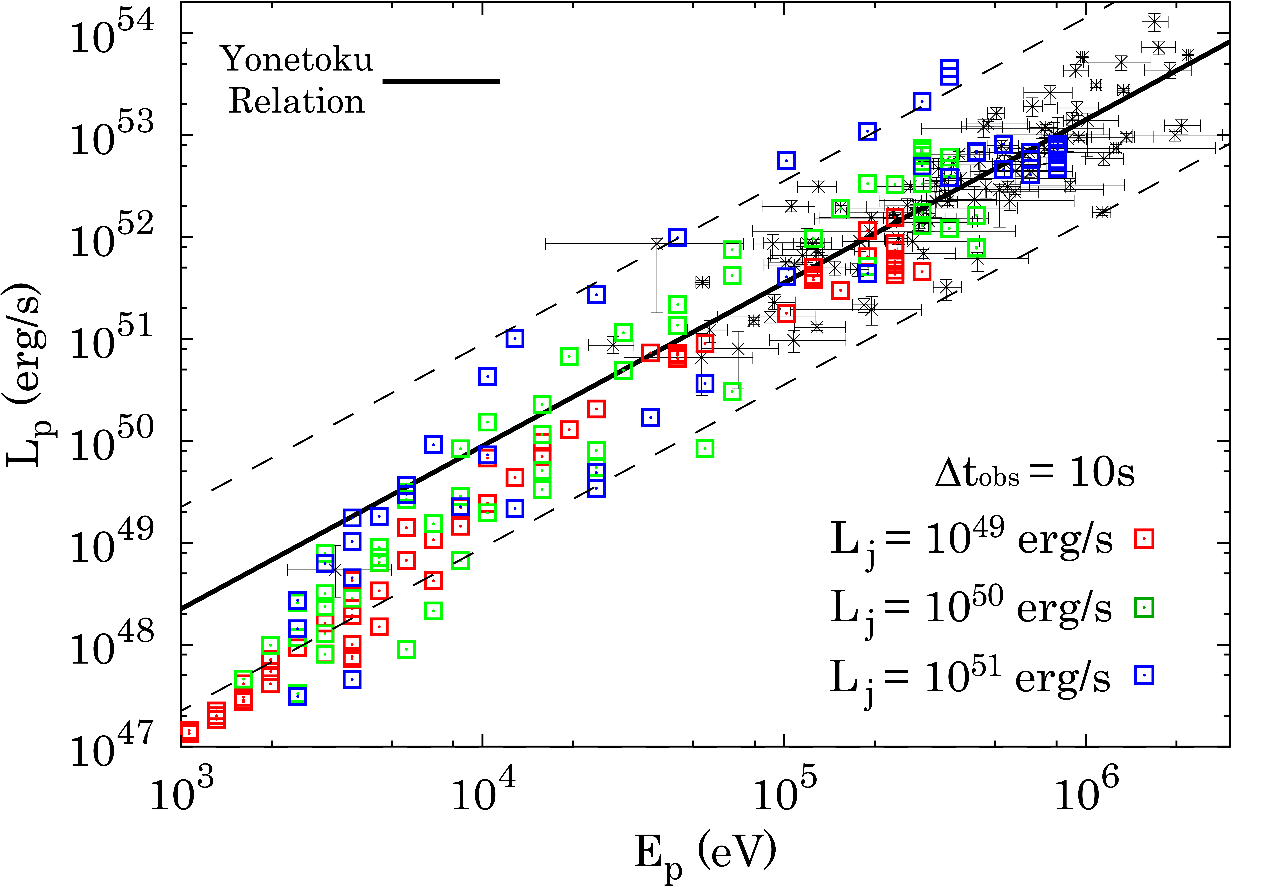 Yonetoku
Relation
10^54
10^53
10^52
10^51
10^50
10^49
10^48
10^47
L_p (erg/s)
Δt_obs = 10s
L_j = 10^49 erg/s
L_j = 10^50 erg/s
L_j = 10^51 erg/s
10^3 10^4 10^5 10^6
E_p (eV)